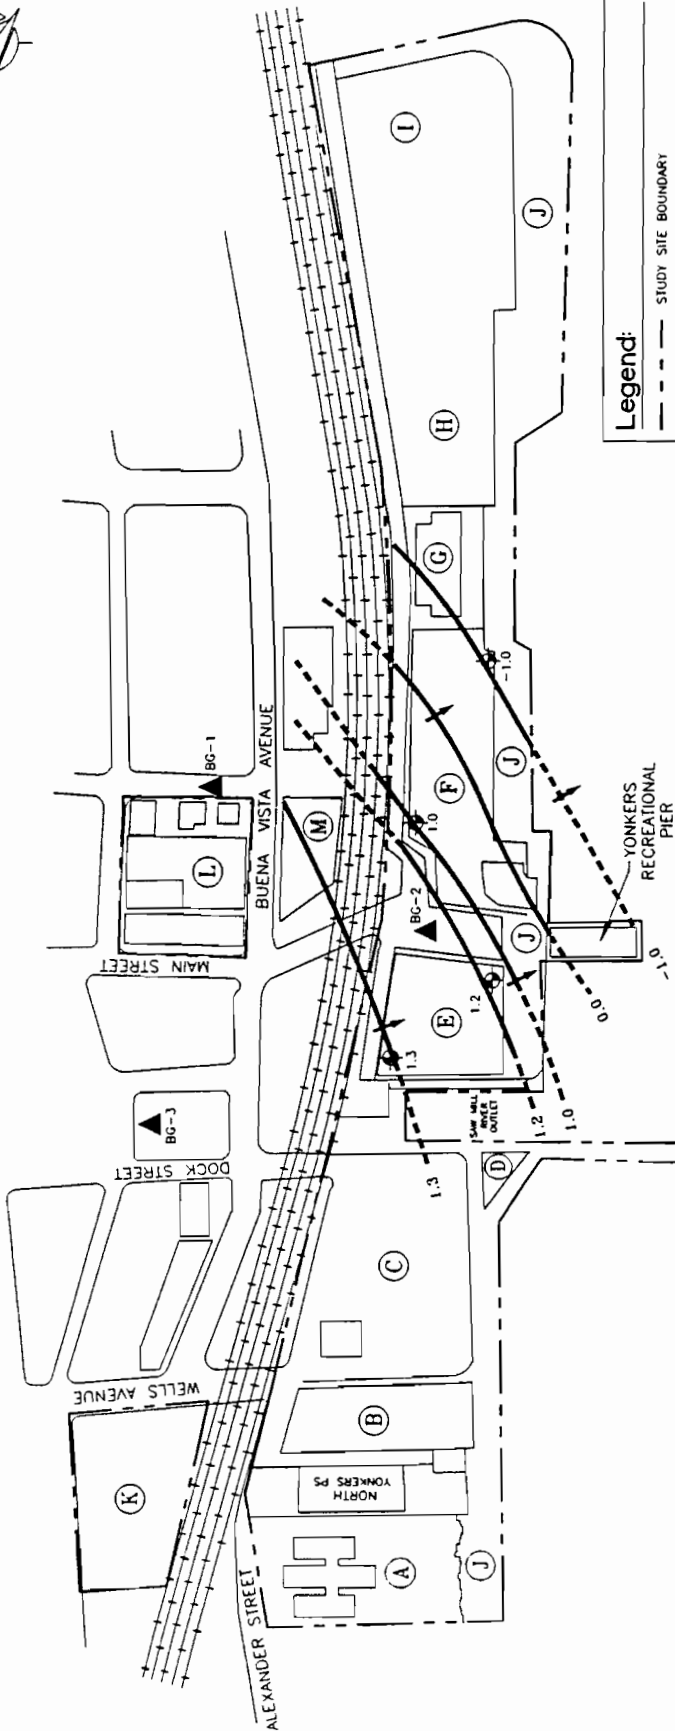 I
J
Legend:
STUDY SITE BOUNDARY
H
G
-1.0
BUENA VISTA AVENUE
BG-1
L
M
F
J
1.0
YONKERS
RECREATIONAL
PIER
BG-2
MAIN STREET
J
-1.0
0.0
E
1.2
1.3
SAW MILL
RIVER
OUTLET
1.0
1.2
1.3
BG-3
DOCK STREET
D
C
WELLS AVENUE
B
K
NORTH
YONKERS PS
A
J
ALEXANDER STREET